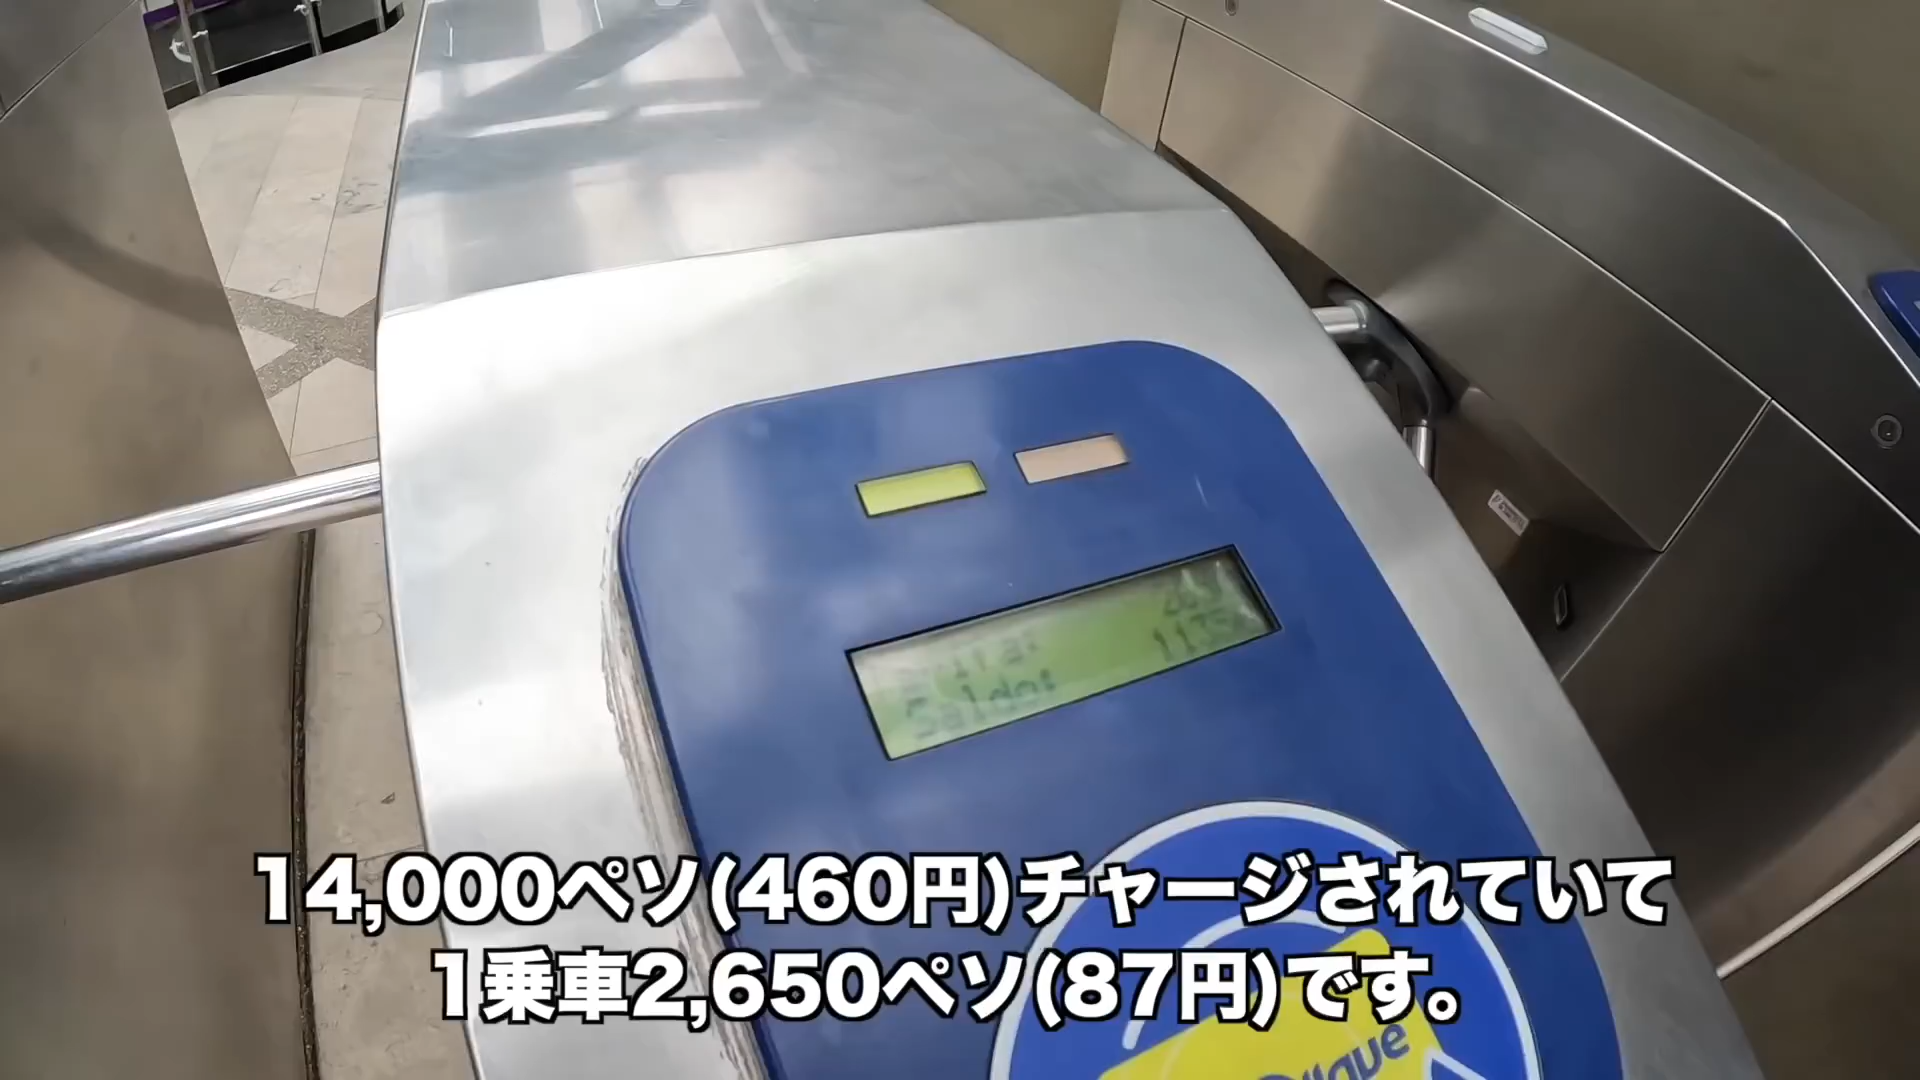 Saldo:
14,000ペソ(460円)チャージされていて
1乗車2,650ペソ(87円)です。